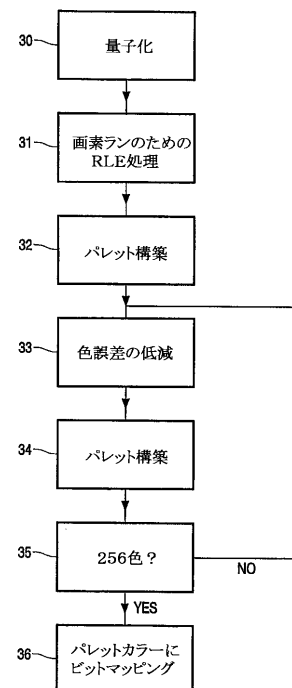 30
量子化
31
画素ランのための
RLE処理
32
パレット構築
33
色誤差の低減
34
パレット構築
35
256色?
NO
YES
36
パレットカラーに
ビットマッピング